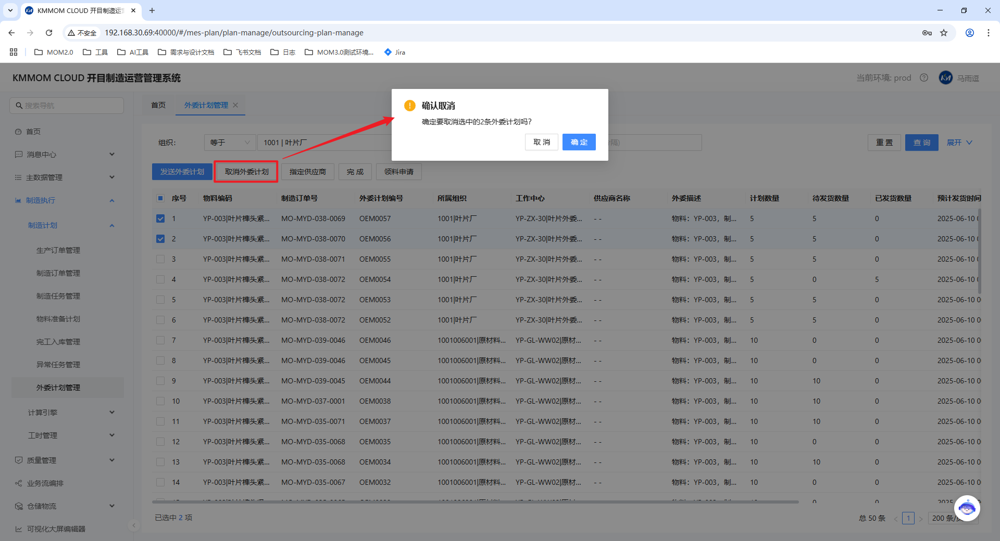 KMMOM CLOUD 开目制造运营
不安全 192.168.30.69:40000/#/mes-plan/plan-manage/outsourcing-plan-manage
MOM2.0 工具 AI工具 需求与设计文档 飞书文档 日志 MOM3.0测试环境... Jira
KMMOM CLOUD 开目制造运营管理系统
当前环境: prod 马雨逗
搜索导航
首页
消息中心
主数据管理
制造执行
制造计划
生产订单管理
制造订单管理
制造任务管理
物料准备计划
完工入库管理
异常任务管理
外委计划管理
计算引擎
工时管理
质量管理
业务流编排
仓储物流
可视化大屏编辑器
首页 外委计划管理
确认取消
确定要取消选中的2条外委计划吗?
取 消 确 定
组织: 等于 1001 | 叶片厂 隔) 重 置 查 询 展开
发送外委计划 取消外委计划 指定供应商 完 成 领料申请
序号 物料编码 制造订单号 外委计划编号 所属组织 工作中心 供应商名称 外委描述 计划数量 待发货数量 已发货数量 预计发货时间
1 YP-003|叶片榫头紧... MO-MYD-038-0069 OEM0057 1001|叶片厂 YP-ZX-30|叶片外委... - - 物料：YP-003，制... 5 5 0 2025-06-10 0
2 YP-003|叶片榫头紧... MO-MYD-038-0070 OEM0056 1001|叶片厂 YP-ZX-30|叶片外委... - - 物料：YP-003，制... 5 5 0 2025-06-10 0
3 YP-003|叶片榫头紧... MO-MYD-038-0071 OEM0055 1001|叶片厂 YP-ZX-30|叶片外委... - - 物料：YP-003，制... 5 5 0 2025-06-10 0
4 YP-003|叶片榫头紧... MO-MYD-038-0072 OEM0054 1001|叶片厂 YP-ZX-30|叶片外委... - - 物料：YP-003，制... 5 0 5 2025-06-10 0
5 YP-003|叶片榫头紧... MO-MYD-038-0072 OEM0053 1001|叶片厂 YP-ZX-30|叶片外委... - - 物料：YP-003，制... 5 5 0 2025-06-10 0
6 YP-003|叶片榫头紧... MO-MYD-038-0072 OEM0052 1001|叶片厂 YP-ZX-30|叶片外委... - - 物料：YP-003，制... 5 5 0 2025-06-10 0
7 YP-003|叶片榫头紧... MO-MYD-039-0046 OEM0046 1001006001|原材料... YP-GL-WW02|原材... - - 物料：YP-003，制... 10 0 0 2025-06-10 0
8 YP-003|叶片榫头紧... MO-MYD-039-0046 OEM0045 1001006001|原材料... YP-GL-WW02|原材... - - 物料：YP-003，制... 10 0 0 2025-06-10 0
9 YP-003|叶片榫头紧... MO-MYD-039-0045 OEM0044 1001006001|原材料... YP-GL-WW02|原材... - - 物料：YP-003，制... 10 10 0 2025-06-10 0
10 YP-003|叶片榫头紧... MO-MYD-037-0001 OEM0038 1001006001|原材料... YP-GL-WW02|原材... - - 物料：YP-003，制... 10 10 0 2025-06-10 0
11 YP-003|叶片榫头紧... MO-MYD-035-0071 OEM0037 1001006001|原材料... YP-GL-WW02|原材... - - 物料：YP-003，制... 10 10 0 2025-06-10 0
12 YP-003|叶片榫头紧... MO-MYD-035-0068 OEM0035 1001006001|原材料... YP-GL-WW02|原材... - - 物料：YP-003，制... 10 0 0 2025-06-10 0
13 YP-003|叶片榫头紧... MO-MYD-035-0068 OEM0034 1001006001|原材料... YP-GL-WW02|原材... - - 物料：YP-003，制... 10 10 0 2025-06-10 0
14 YP-003|叶片榫头紧... MO-MYD-035-0067 OEM0032 1001006001|原材料... YP-GL-WW02|原材... - - 物料：YP-003，制... 10 0 0 2025-06-10 0
已选中 2 项 总 50 条 1 200 条/